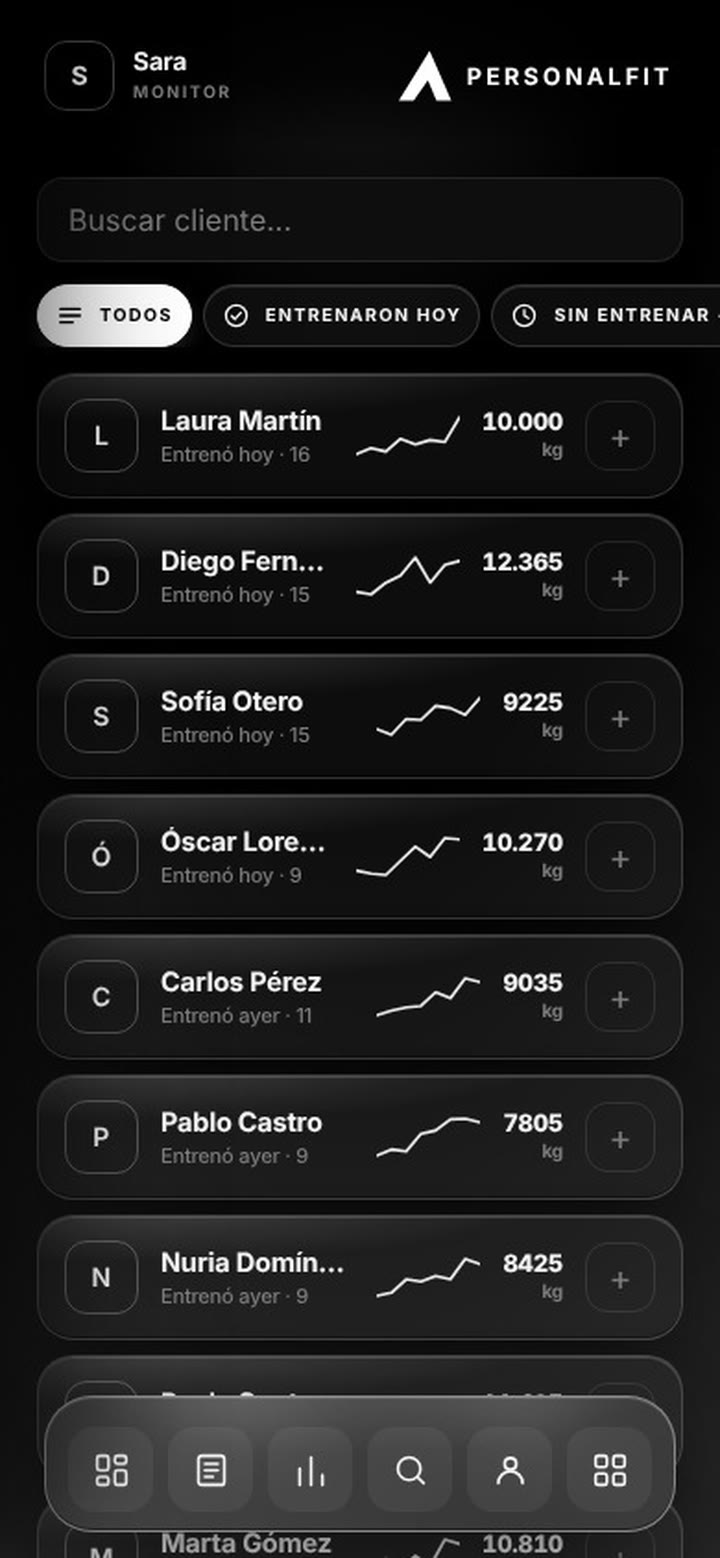 S
Sara
MONITOR
PERSONALFIT
Buscar cliente...
TODOS
ENTRENARON HOY
SIN ENTRENAR
L
Laura Martín
Entrenó hoy · 16
10.000
kg
+
D
Diego Fern...
Entrenó hoy · 15
12.365
kg
+
S
Sofía Otero
Entrenó hoy · 15
9225
kg
+
Ó
Óscar Lore...
Entrenó hoy · 9
10.270
kg
+
C
Carlos Pérez
Entrenó ayer · 11
9035
kg
+
P
Pablo Castro
Entrenó ayer · 9
7805
kg
+
N
Nuria Domín...
Entrenó ayer · 9
8425
kg
+
M
Marta Gómez
10.810